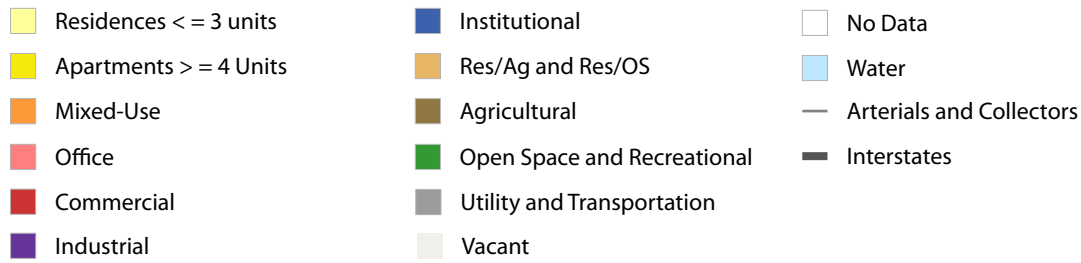 Residences < = 3 units
Apartments > = 4 Units
Mixed-Use
Office
Commercial
Industrial
Institutional
Res/Ag and Res/OS
Agricultural
Open Space and Recreational
Utility and Transportation
Vacant
No Data
Water
Arterials and Collectors
Interstates